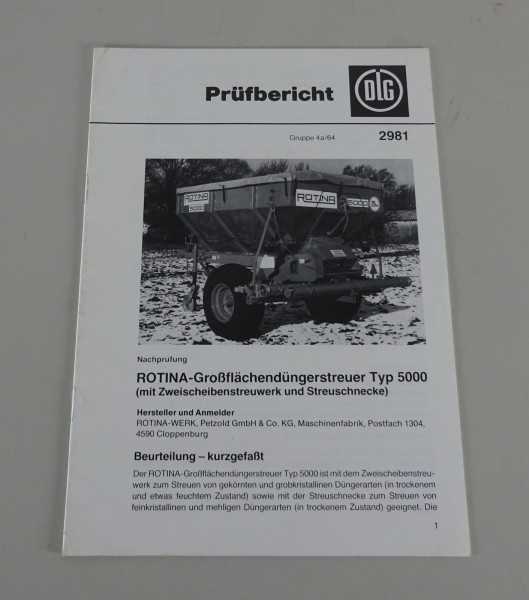 Prüfbericht
DLG
Gruppe 4a/64 2981
ROTINA
5000
ROTINA
5000
Nachprüfung
ROTINA-Großflächendüngerstreuer Typ 5000
(mit Zweischeibenstreuwerk und Streuschnecke)
Hersteller und Anmelder
ROTINA-WERK, Petzold GmbH & Co. KG, Maschinenfabrik, Postfach 1304,
4590 Cloppenburg
Beurteilung – kurzgefaßt
Der ROTINA-Großflächendüngerstreuer Typ 5000 ist mit dem Zweischeibenstreu-
werk zum Streuen von gekörnten und grobkristallinen Düngerarten (in trockenem
und etwas feuchtem Zustand) sowie mit der Streuschnecke zum Streuen von
feinkristallinen und mehligen Düngerarten (in trockenem Zustand) geeignet. Die
1